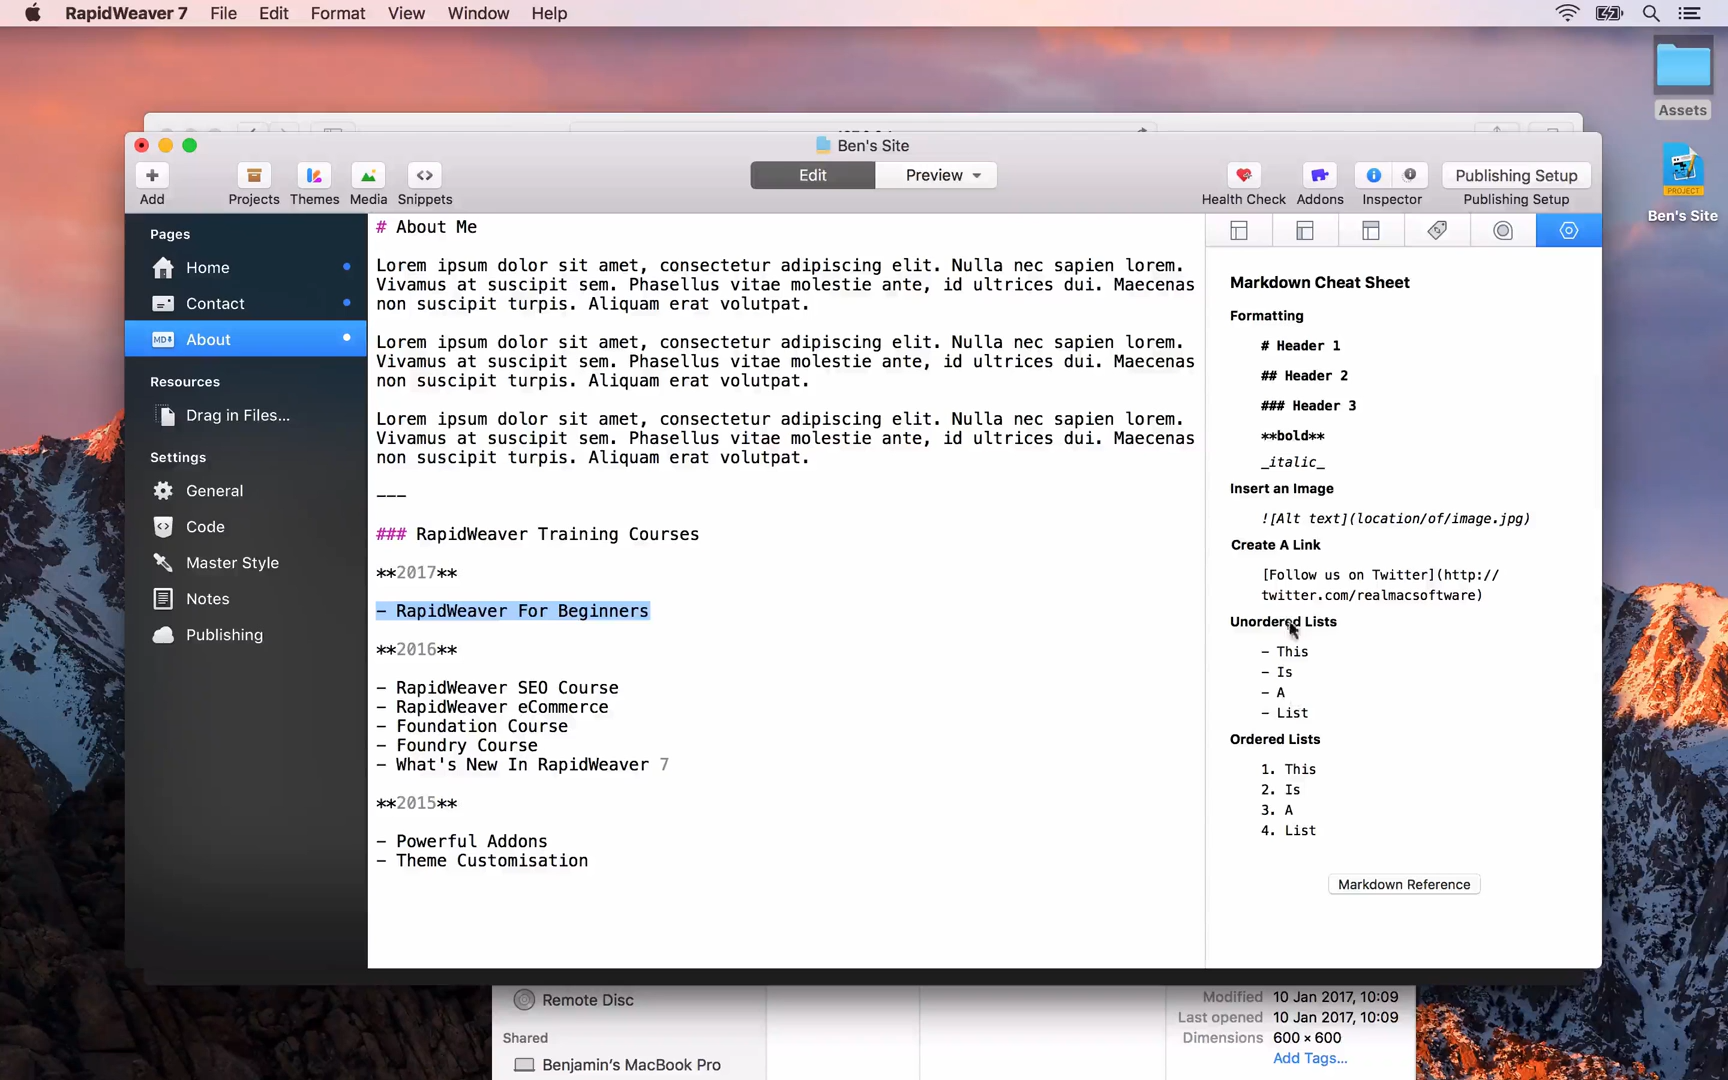 RapidWeaver 7 File Edit Format View Window Help
Assets
PROJECT
Ben's Site
Ben's Site
Edit Preview Publishing Setup
Add Projects Themes Media Snippets Health Check Addons Inspector Publishing Setup
Pages
Home
Contact
MD About
Resources
Drag in Files...
Settings
General
Code
Master Style
Notes
Publishing
# About Me
Lorem ipsum dolor sit amet, consectetur adipiscing elit. Nulla nec sapien lorem.
Vivamus at suscipit sem. Phasellus vitae molestie ante, id ultrices dui. Maecenas
non suscipit turpis. Aliquam erat volutpat.
Lorem ipsum dolor sit amet, consectetur adipiscing elit. Nulla nec sapien lorem.
Vivamus at suscipit sem. Phasellus vitae molestie ante, id ultrices dui. Maecenas
non suscipit turpis. Aliquam erat volutpat.
Lorem ipsum dolor sit amet, consectetur adipiscing elit. Nulla nec sapien lorem.
Vivamus at suscipit sem. Phasellus vitae molestie ante, id ultrices dui. Maecenas
non suscipit turpis. Aliquam erat volutpat.
---
### RapidWeaver Training Courses
**2017**
- RapidWeaver For Beginners
**2016**
- RapidWeaver SEO Course
- RapidWeaver eCommerce
- Foundation Course
- Foundry Course
- What's New In RapidWeaver 7
**2015**
- Powerful Addons
- Theme Customisation
Markdown Cheat Sheet
Formatting
# Header 1
## Header 2
### Header 3
**bold**
_italic_
Insert an Image
![Alt text](location/of/image.jpg)
Create A Link
[Follow us on Twitter](http://
twitter.com/realmacsoftware)
Unordered Lists
- This
- Is
- A
- List
Ordered Lists
1. This
2. Is
3. A
4. List
Markdown Reference
Remote Disc
Shared
Benjamin's MacBook Pro
Modified 10 Jan 2017, 10:09
Last opened 10 Jan 2017, 10:09
Dimensions 600 × 600
Add Tags...